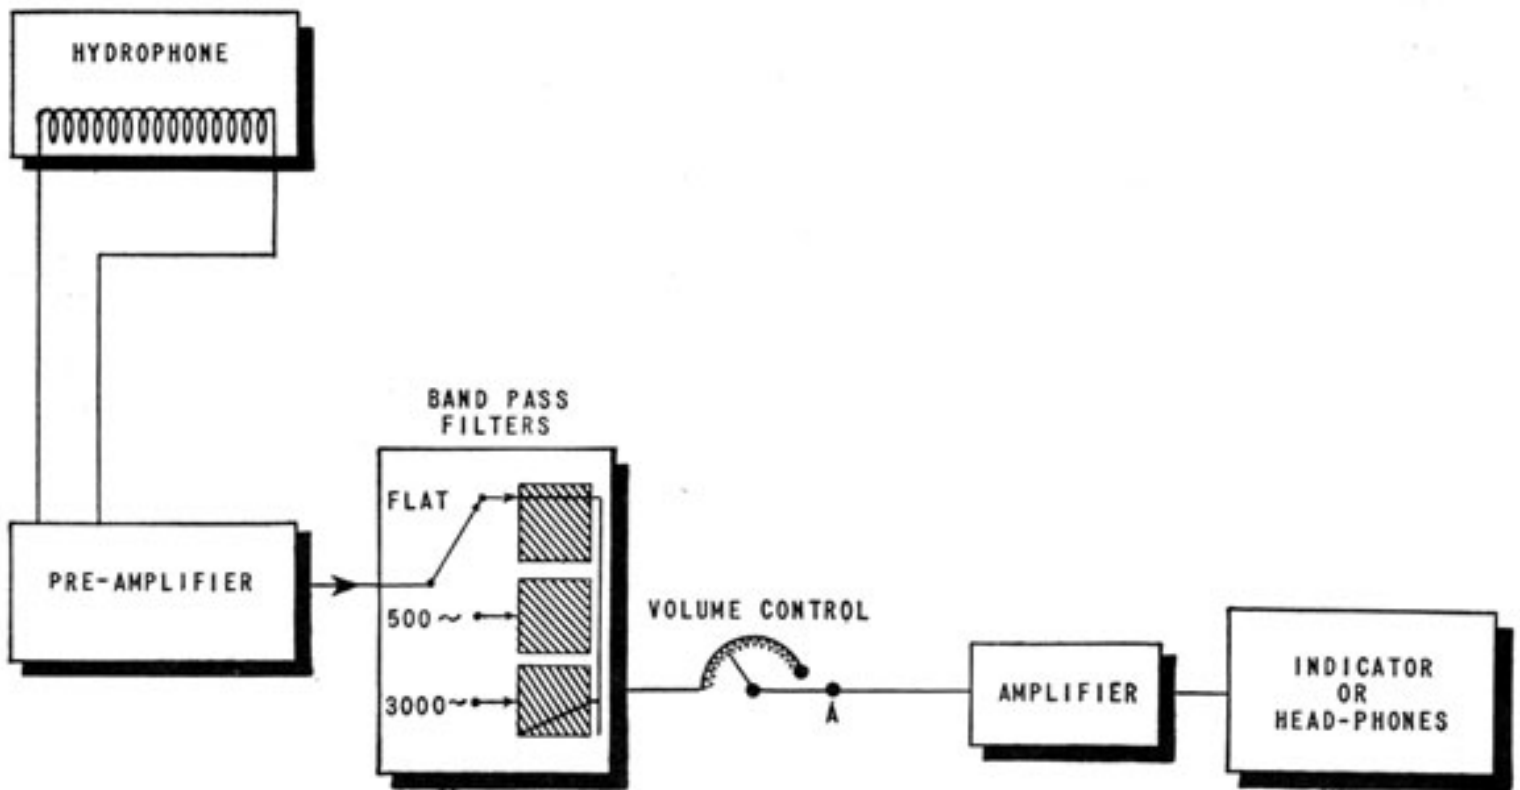 HYDROPHONE
BAND PASS
FILTERS
FLAT
PRE-AMPLIFIER
500~
VOLUME CONTROL
3000~
A
AMPLIFIER
INDICATOR
OR
HEAD-PHONES